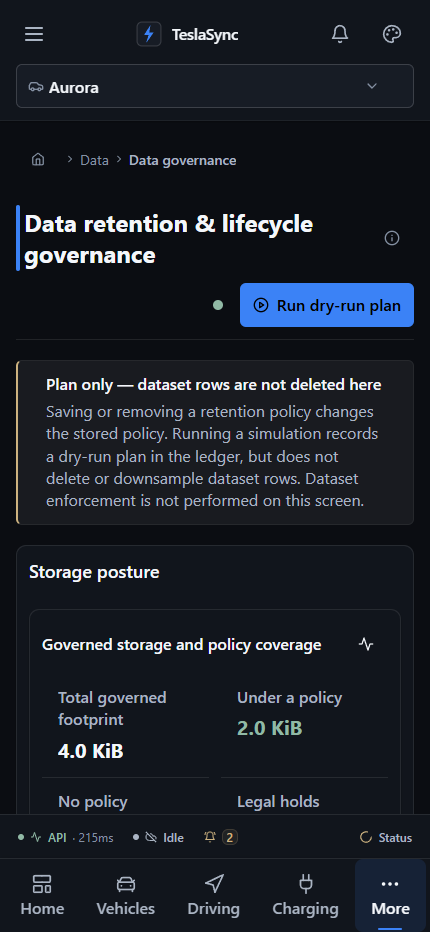 TeslaSync
Aurora
Data
Data governance
Data retention & lifecycle
governance
Run dry-run plan
Plan only — dataset rows are not deleted here
Saving or removing a retention policy changes
the stored policy. Running a simulation records
a dry-run plan in the ledger, but does not
delete or downsample dataset rows. Dataset
enforcement is not performed on this screen.
Storage posture
Governed storage and policy coverage
Total governed
footprint
4.0 KiB
Under a policy
2.0 KiB
No policy
Legal holds
API · 215ms
Idle
2
Status
Home
Vehicles
Driving
Charging
More